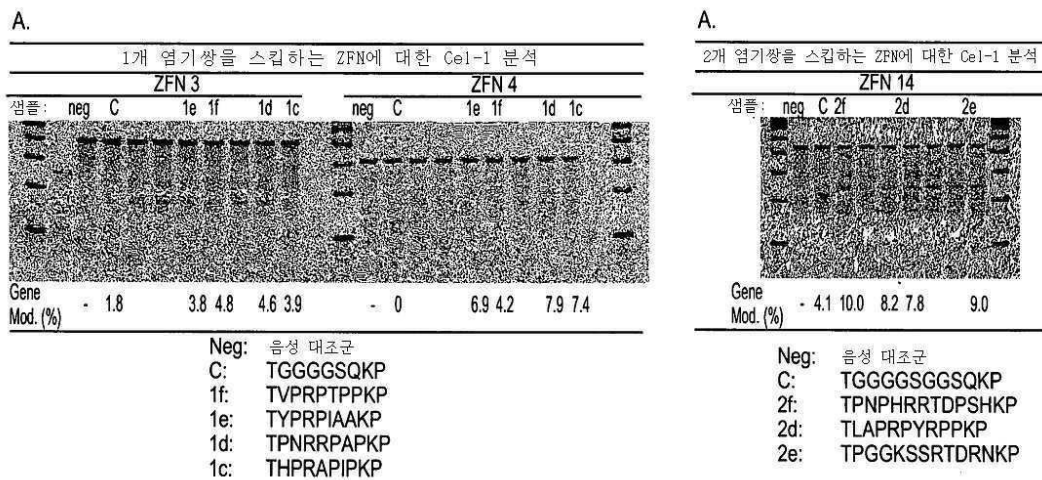 A.
1개 염기쌍을 스킵하는 ZFN에 대한 Cel-1 분석
ZFN 3 ZFN 4
샘플: neg C 1e 1f 1d 1c neg C 1e 1f 1d 1c
Gene
Mod. (%) - 1.8 3.8 4.8 4.6 3.9 - 0 6.9 4.2 7.9 7.4
Neg: 음성 대조군
C: TGGGGSQKP
1f: TVPRPTPPKP
1e: TYPRPIAAKP
1d: TPNRRPAPKP
1c: THPRAPIPKP
A.
2개 염기쌍을 스킵하는 ZFN에 대한 Cel-1 분석
ZFN 14
샘플: neg C 2f 2d 2e
Gene
Mod. (%) - 4.1 10.0 8.2 7.8 9.0
Neg: 음성 대조군
C: TGGGGSGGSQKP
2f: TPNPHRRTDPSHKP
2d: TLAPRPYRPPKP
2e: TPGGKSSRTDRNKP